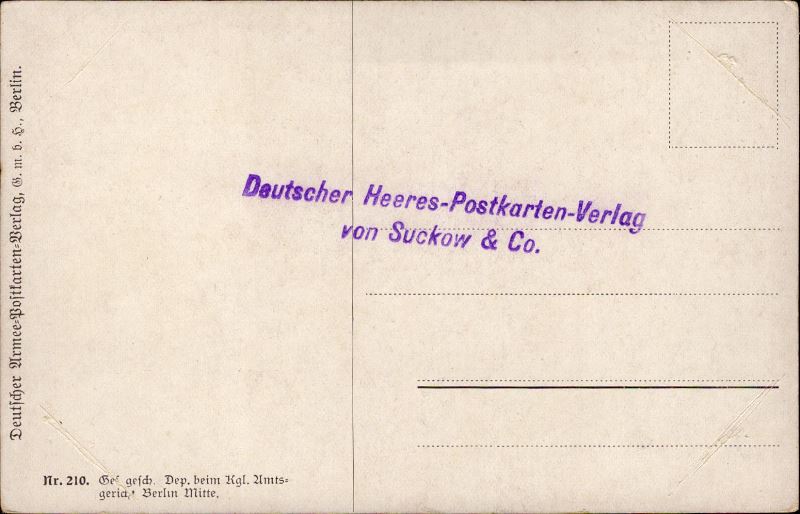 Deutscher Armee-Postkarten-Verlag, G. m. b. H., Berlin.
Deutscher Heeres-Postkarten-Verlag
von Suckow & Co.
Nr. 210. Ges. gesch. Dep. beim Kgl. Amts-
gericht Berlin Mitte.